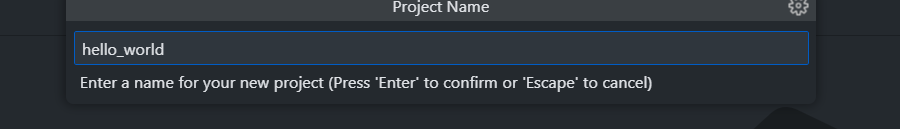 Project Name
hello_world
Enter a name for your new project (Press 'Enter' to confirm or 'Escape' to cancel)